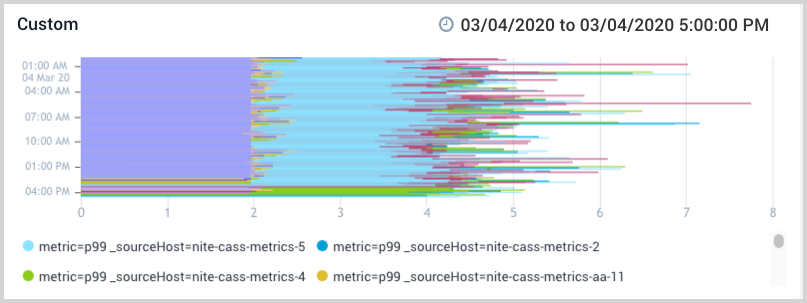 Custom
03/04/2020 to 03/04/2020 5:00:00 PM
01:00 AM
04 Mar 20
04:00 AM
07:00 AM
10:00 AM
01:00 PM
04:00 PM
0 1 2 3 4 5 6 7 8
metric=p99 _sourceHost=nite-cass-metrics-5 metric=p99 _sourceHost=nite-cass-metrics-2
metric=p99 _sourceHost=nite-cass-metrics-4 metric=p99 _sourceHost=nite-cass-metrics-aa-11